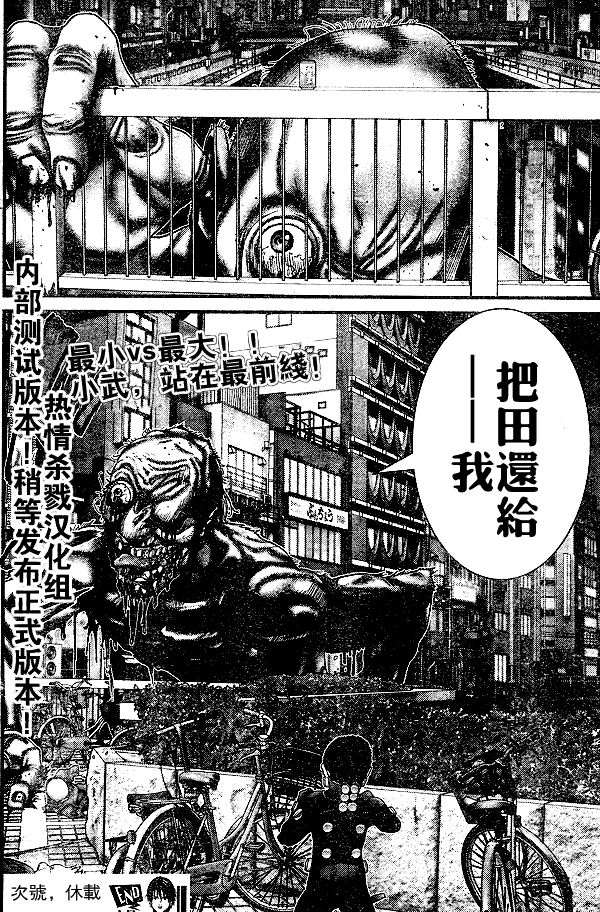 把田還給
——我
最小vs最大！！
小武，站在最前綫！
热情杀戮汉化组
内部测试版本！稍等发布正式版本！
次號，休載
END